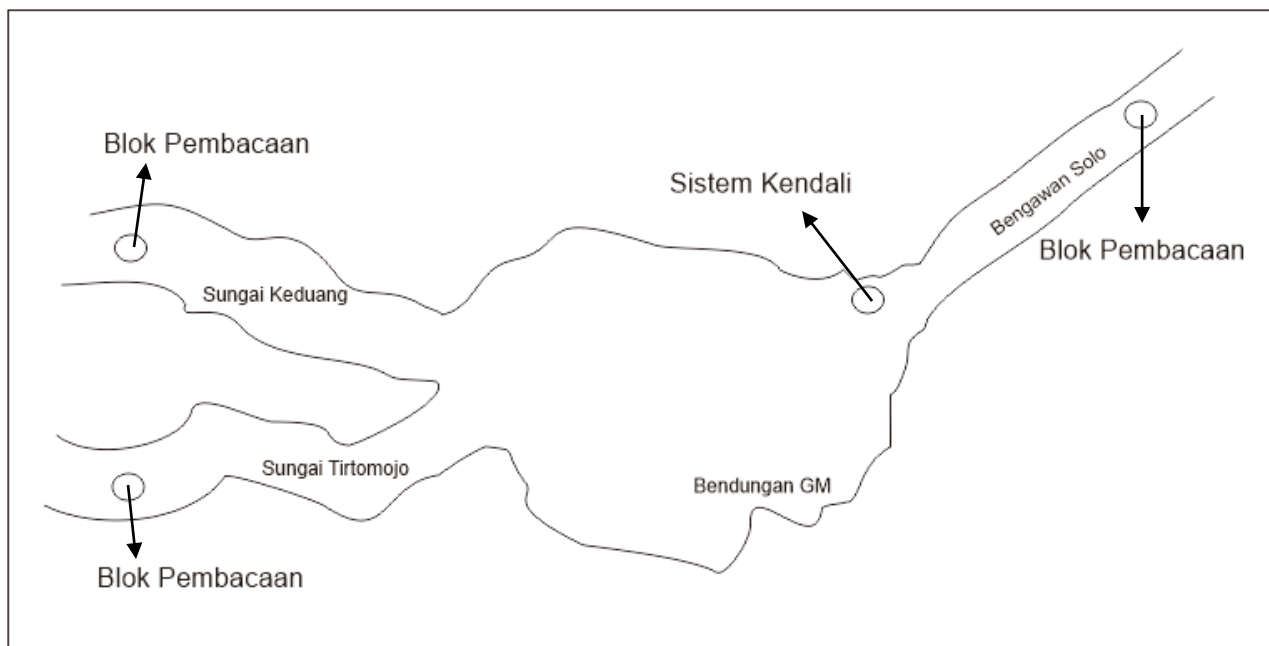 Blok Pembacaan
Sistem Kendali
Bengawan Solo
Blok Pembacaan
Sungai Keduang
Sungai Tirtomojo
Bendungan GM
Blok Pembacaan